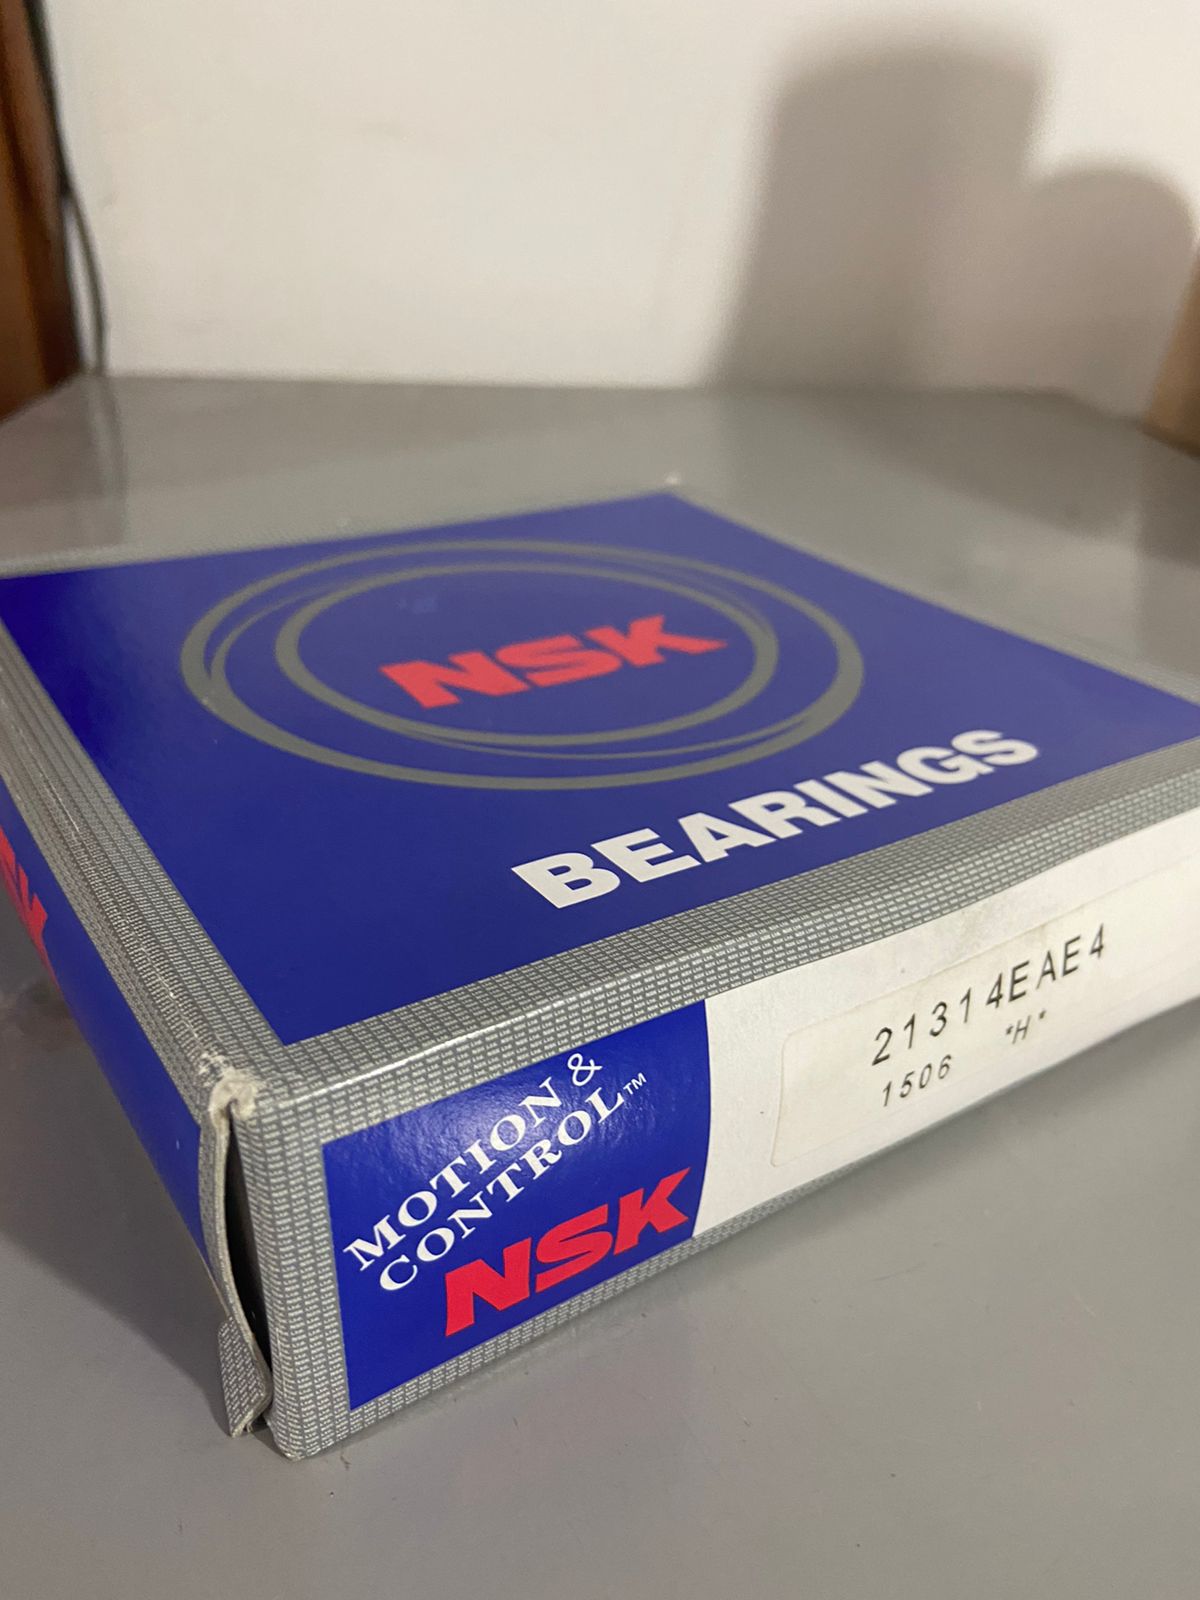 NSK
BEARINGS
MOTION &
CONTROL™
NSK
21314EAE4
1506 *H*